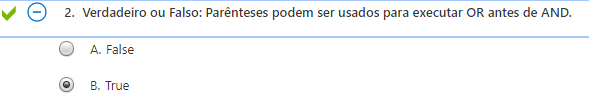 2. Verdadeiro ou Falso: Parênteses podem ser usados para executar OR antes de AND.
A. False
B. True